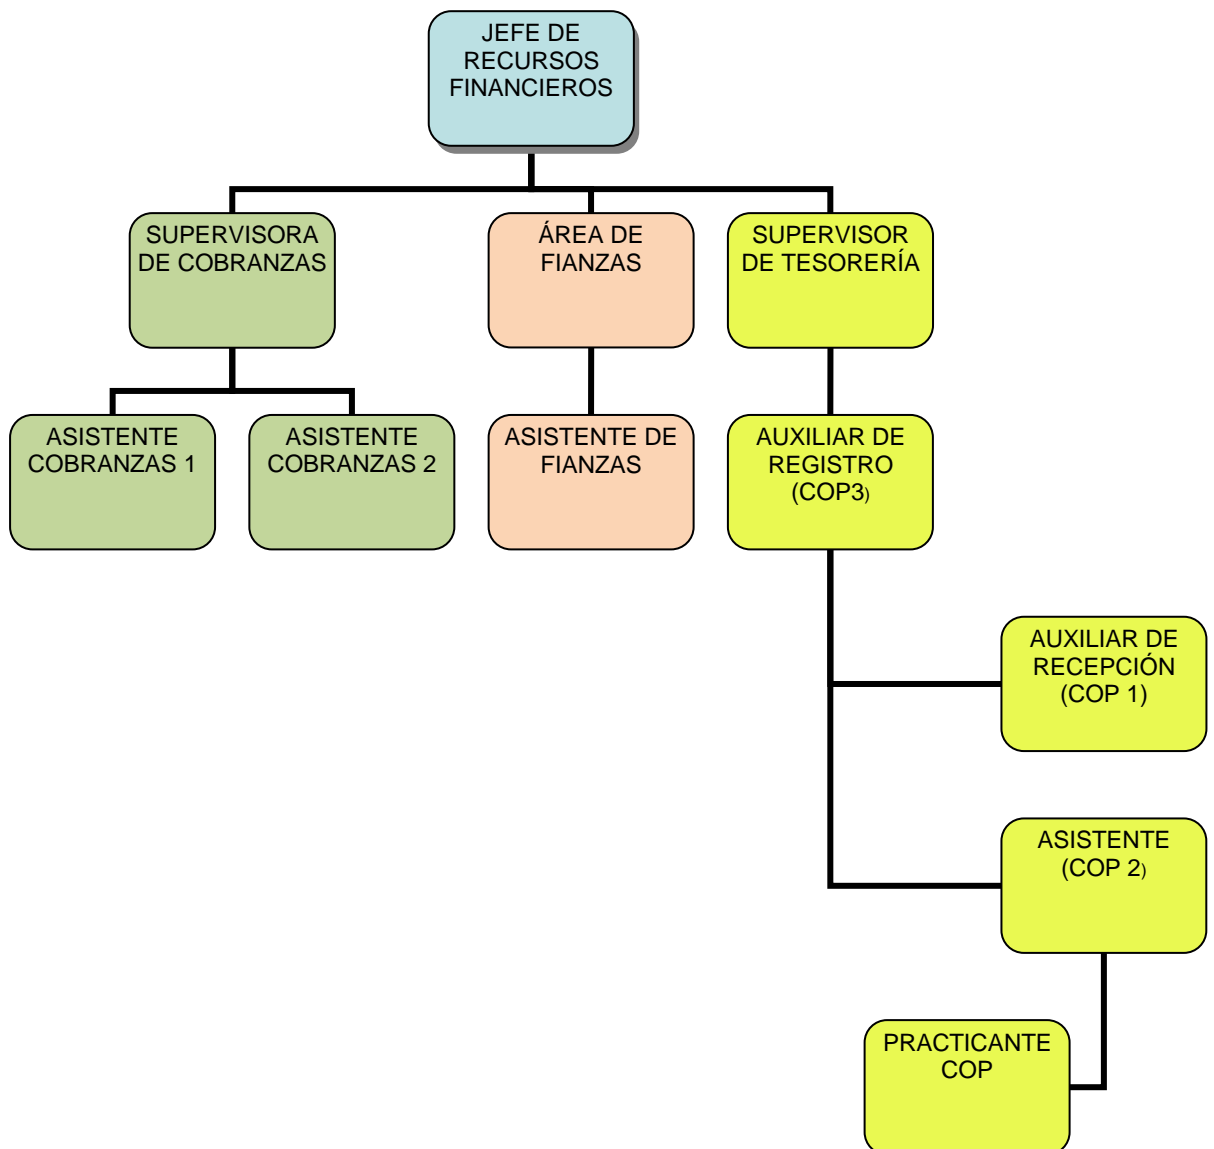 JEFE DE
RECURSOS
FINANCIEROS
SUPERVISORA
DE COBRANZAS
ÁREA DE
FIANZAS
SUPERVISOR
DE TESORERÍA
ASISTENTE
COBRANZAS 1
ASISTENTE
COBRANZAS 2
ASISTENTE DE
FIANZAS
AUXILIAR DE
REGISTRO
(COP3)
AUXILIAR DE
RECEPCIÓN
(COP 1)
ASISTENTE
(COP 2)
PRACTICANTE
COP